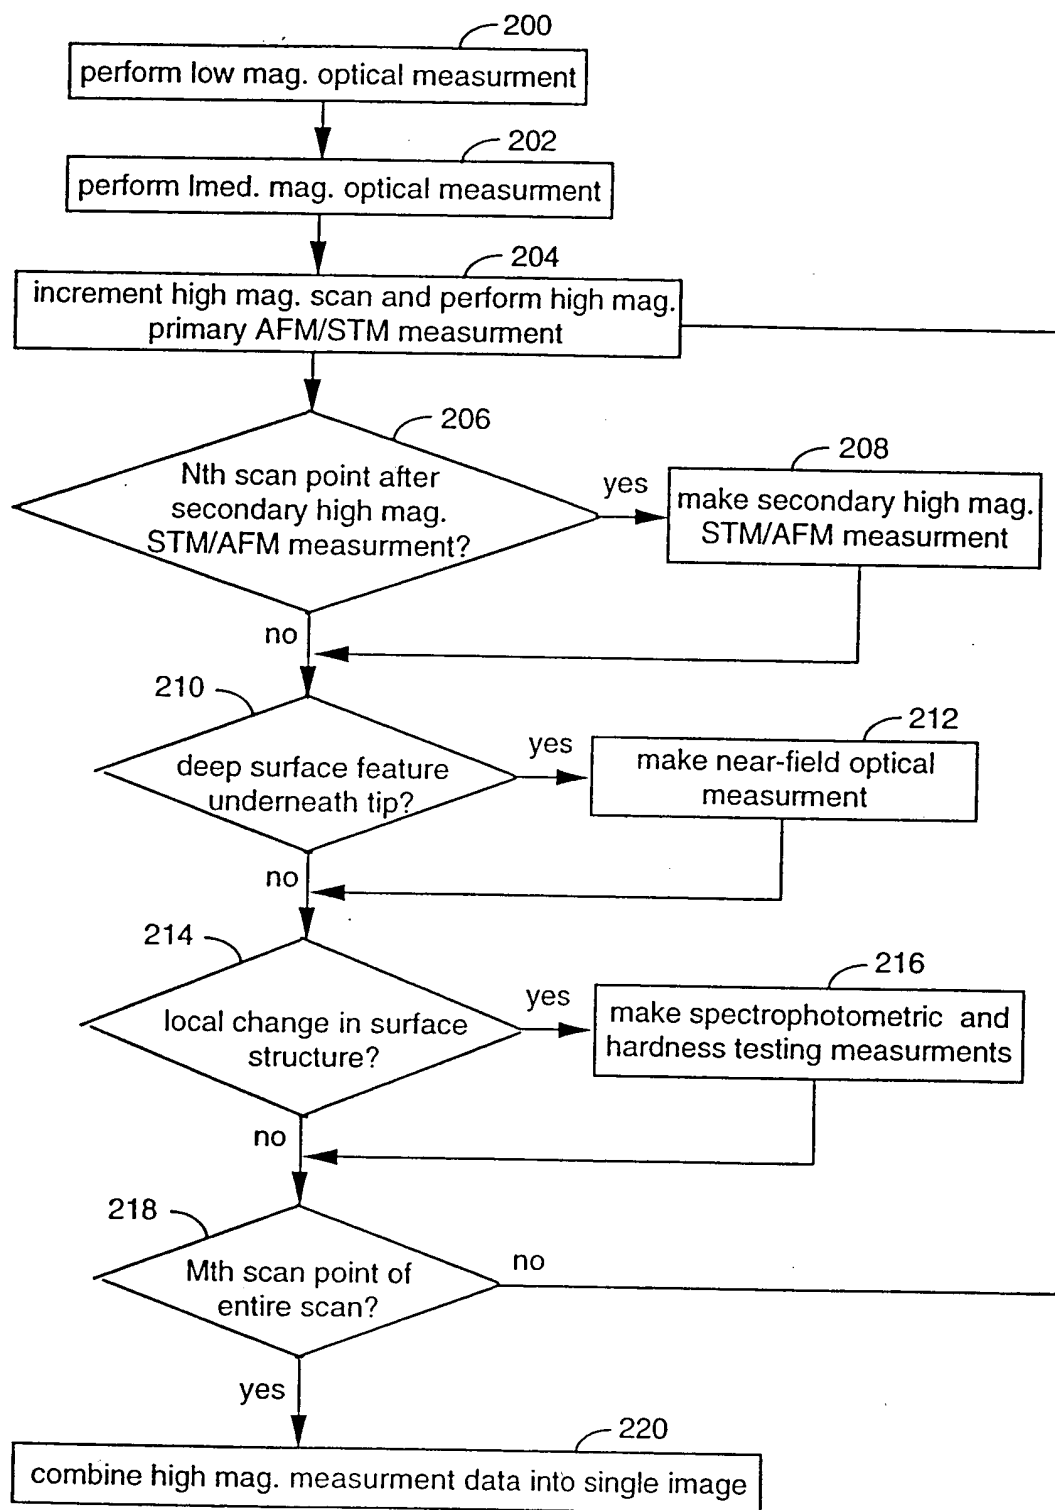 200
perform low mag. optical measurment
202
perform Imed. mag. optical measurment
204
increment high mag. scan and perform high mag.
primary AFM/STM measurment
206
Nth scan point after
secondary high mag.
STM/AFM measurment?
yes
208
make secondary high mag.
STM/AFM measurment
no
210
deep surface feature
underneath tip?
yes
212
make near-field optical
measurment
no
214
local change in surface
structure?
yes
216
make spectrophotometric and
hardness testing measurments
no
218
Mth scan point of
entire scan?
no
yes
220
combine high mag. measurment data into single image